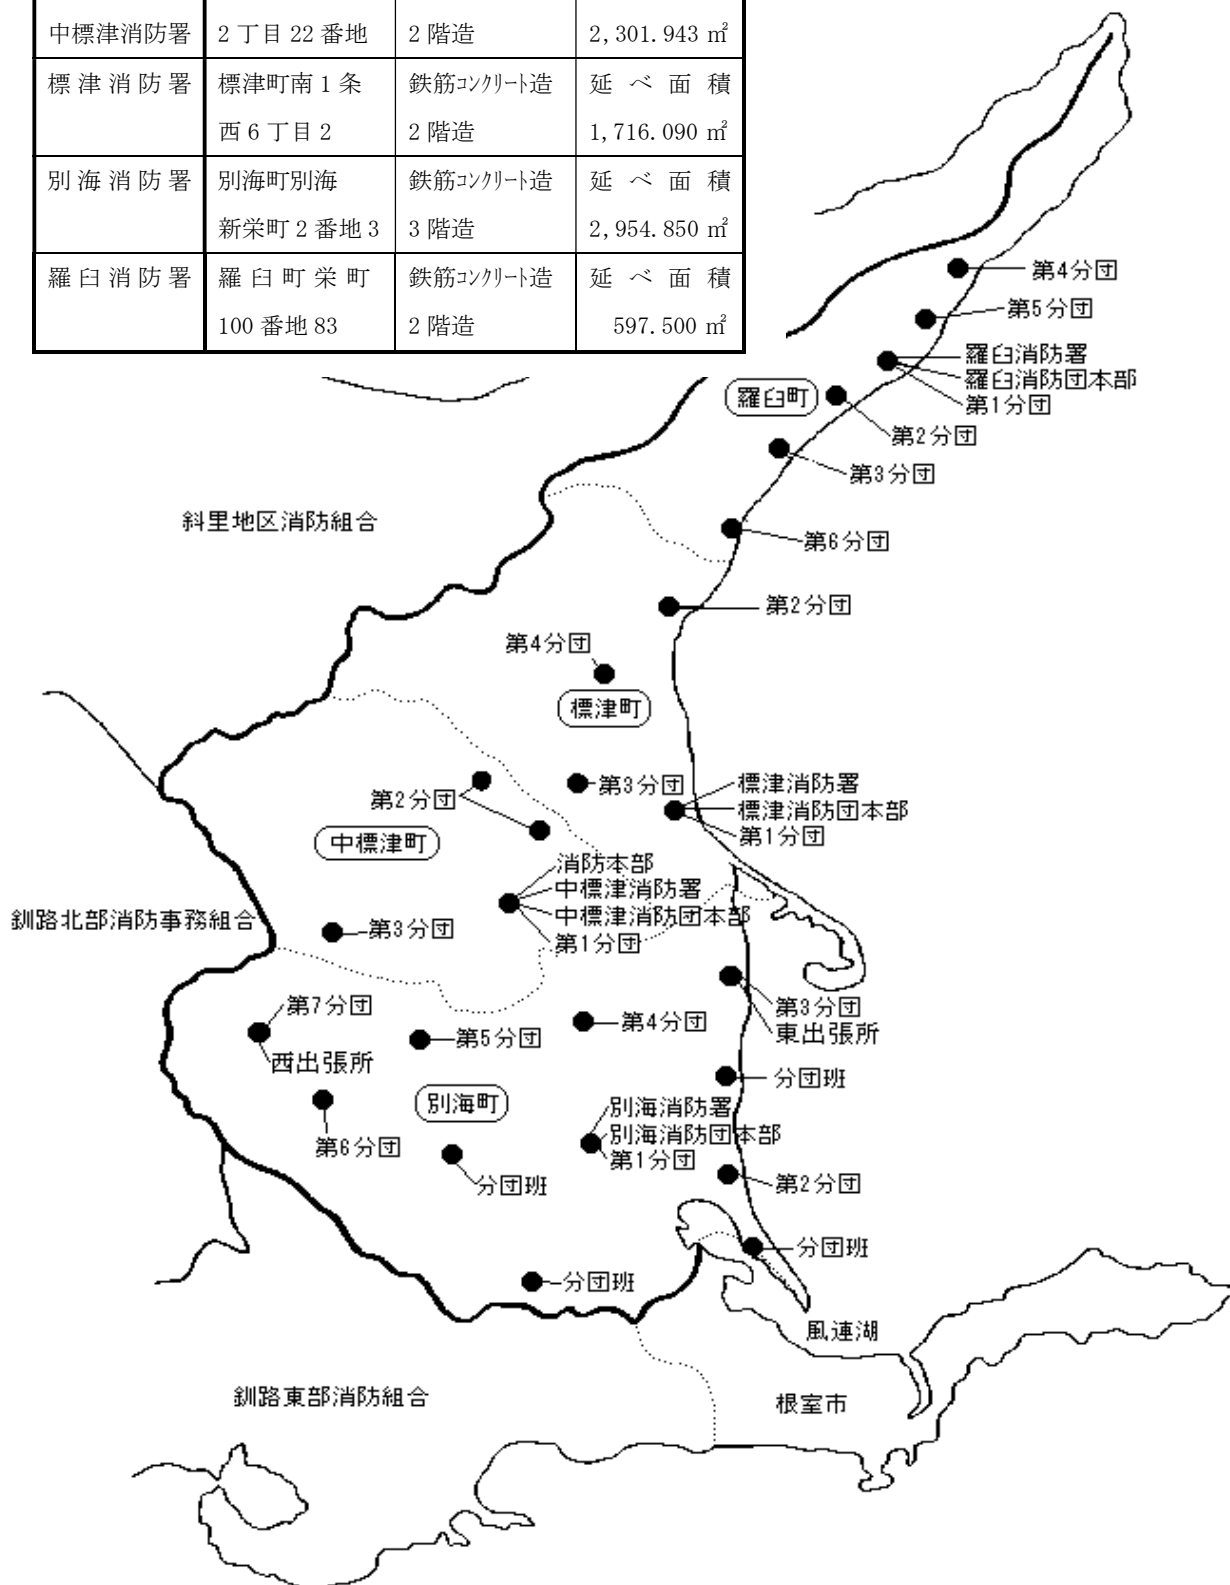 中標津消防署 2丁目22番地 2階造 2,301.943 ㎡
標津消防署 標津町南1条 鉄筋コンクリート造 延べ面積
西6丁目2 2階造 1,716.090 ㎡
別海消防署 別海町別海 鉄筋コンクリート造 延べ面積
新栄町2番地3 3階造 2,954.850 ㎡
羅臼消防署 羅臼町栄町 鉄筋コンクリート造 延べ面積
100番地83 2階造 597.500 ㎡
第4分団
第5分団
羅臼消防署
羅臼消防団本部
第1分団
羅臼町
第2分団
第3分団
斜里地区消防組合
第6分団
第2分団
第4分団
標津町
第3分団
標津消防署
標津消防団本部
第1分団
第2分団
中標津町
消防本部
中標津消防署
中標津消防団本部
第1分団
釧路北部消防事務組合
第3分団
第7分団
西出張所
第5分団
第4分団
第3分団
東出張所
分団班
別海町
別海消防署
別海消防団本部
第1分団
第6分団
分団班
第2分団
分団班
分団班
風連湖
釧路東部消防組合
根室市